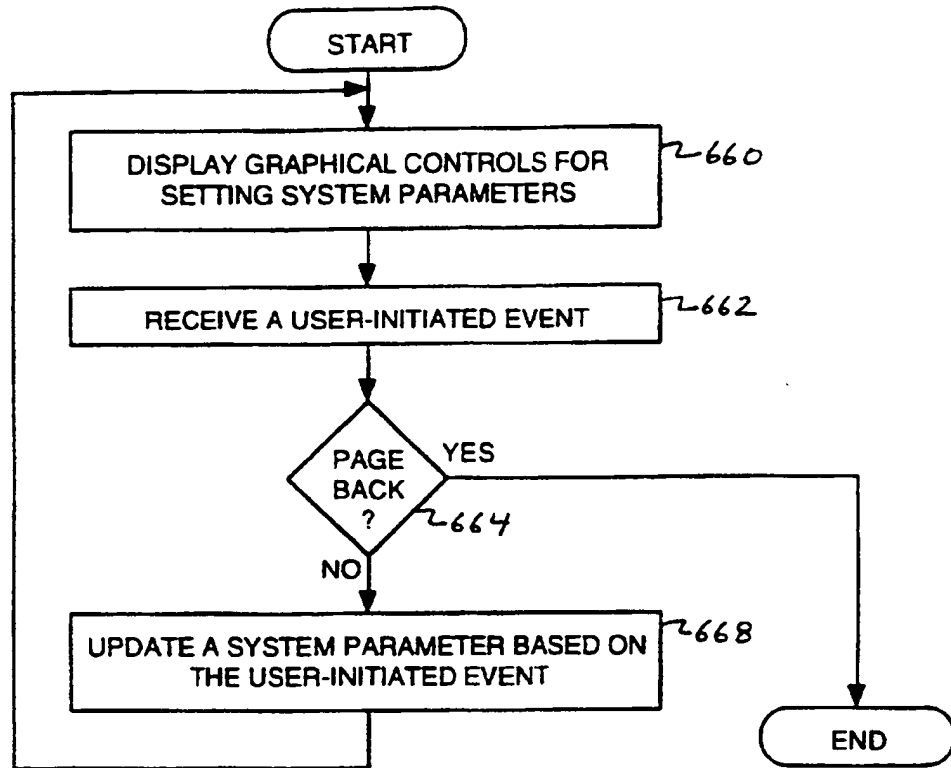 START
DISPLAY GRAPHICAL CONTROLS FOR
SETTING SYSTEM PARAMETERS
660
RECEIVE A USER-INITIATED EVENT
662
PAGE
BACK
?
YES
664
NO
UPDATE A SYSTEM PARAMETER BASED ON
THE USER-INITIATED EVENT
668
END